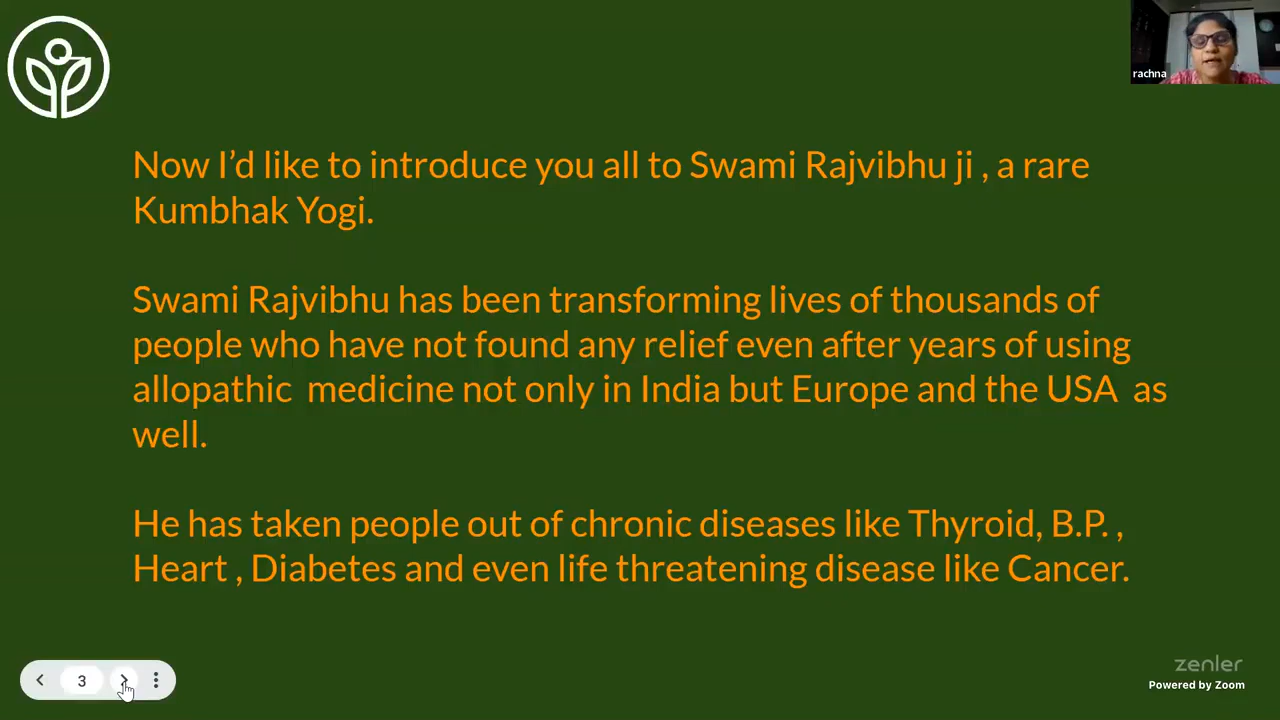 rachna
Now I’d like to introduce you all to Swami Rajvibhu ji , a rare
Kumbhak Yogi.
Swami Rajvibhu has been transforming lives of thousands of
people who have not found any relief even after years of using
allopathic  medicine not only in India but Europe and the USA  as
well.
He has taken people out of chronic diseases like Thyroid, B.P. ,
Heart , Diabetes and even life threatening disease like Cancer.
3
zenler
Powered by Zoom